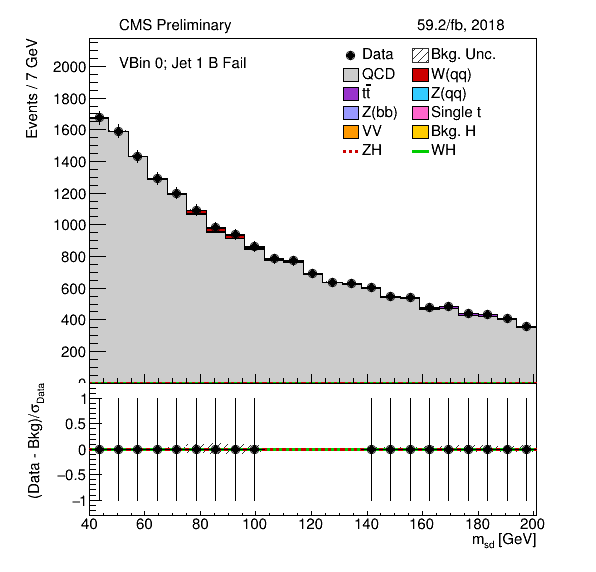 CMS Preliminary 59.2/fb, 2018
Events / 7 GeV
VBin 0; Jet 1 B Fail
Data Bkg. Unc.
QCD W(qq)
tt̅ Z(qq)
Z(bb) Single t
VV Bkg. H
ZH WH
2000
1800
1600
1400
1200
1000
800
600
400
200
0
(Data - Bkg)/σData
1
0.5
0
−0.5
−1
40 60 80 100 120 140 160 180 200
msd [GeV]